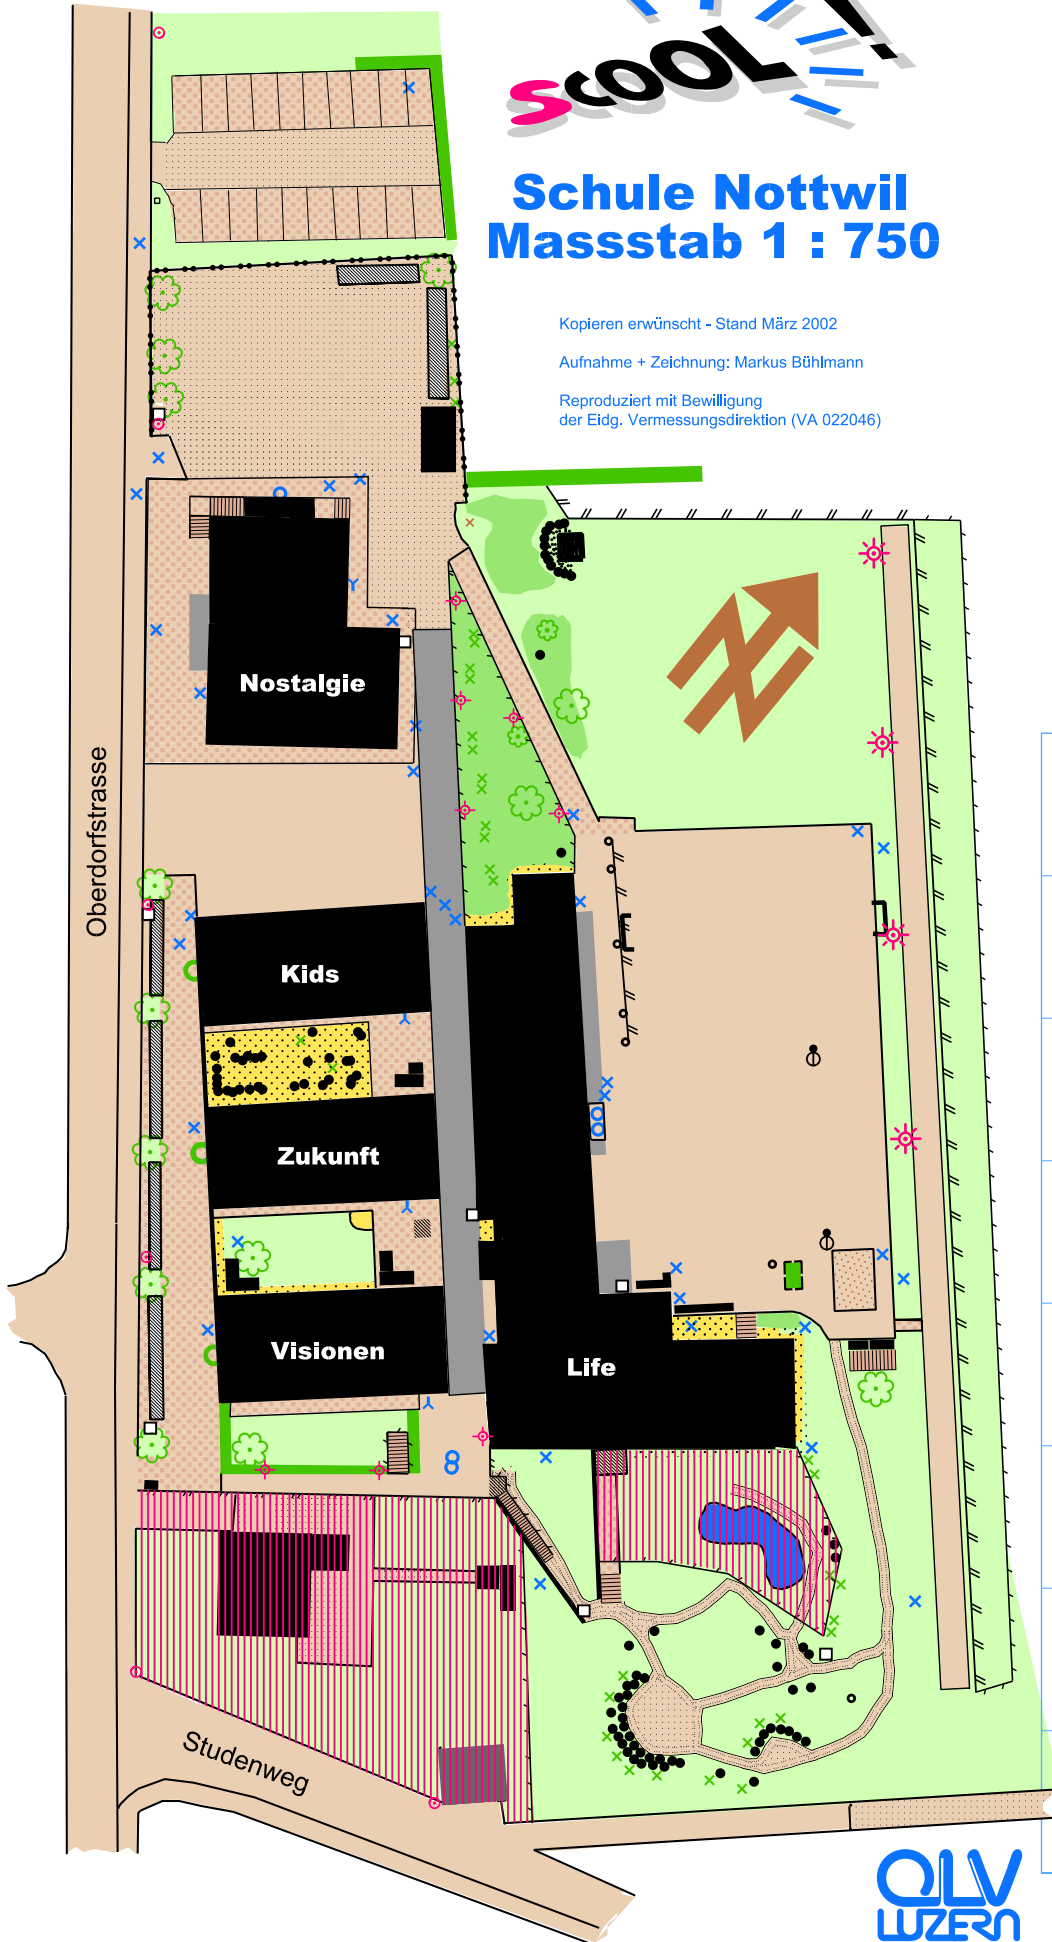 sCOOL !
Schule Nottwil
Massstab 1 : 750
Kopieren erwünscht - Stand März 2002
Aufnahme + Zeichnung: Markus Bühlmann
Reproduziert mit Bewilligung
der Eidg. Vermessungsdirektion (VA 022046)
Nostalgie
Oberdorfstrasse
Kids
Zukunft
Visionen
Life
Studenweg
OLV
LUZERN